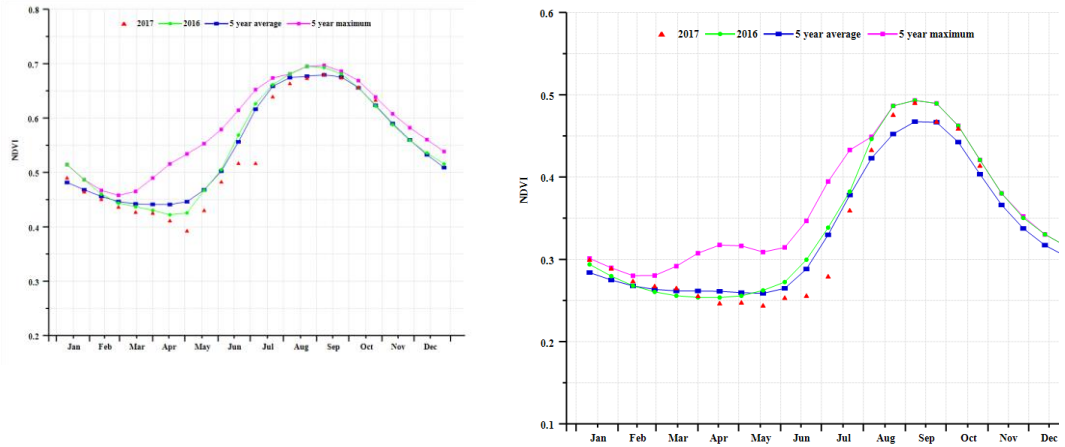 0.8
2017 2016 5 year average 5 year maximum
0.7
0.6
0.5
0.4
0.3
0.2
NDVI
Jan Feb Mar Apr May Jun Jul Aug Sep Oct Nov Dec
0.6
2017 2016 5 year average 5 year maximum
0.5
0.4
0.3
0.2
0.1
NDVI
Jan Feb Mar Apr May Jun Jul Aug Sep Oct Nov Dec